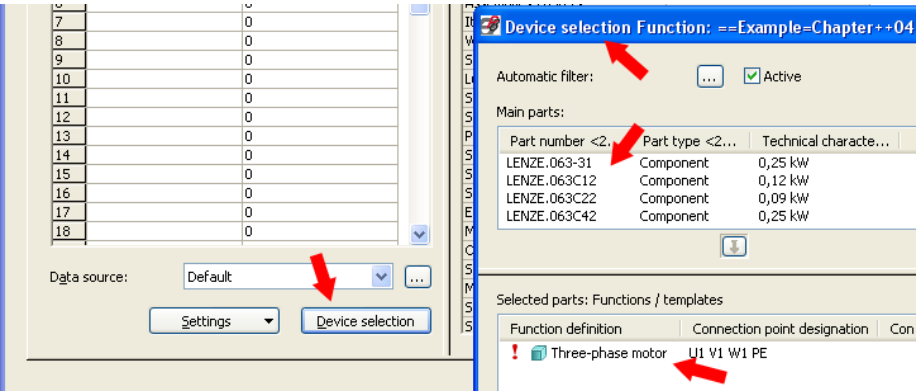 7 0
8 0
9 0
10 0
11 0
12 0
13 0
14 0
15 0
16 0
17 0
18 0
Data source: Default ...
Settings Device selection
Device selection Function: ==Example=Chapter++04
Automatic filter: ... Active
Main parts:
Part number <2... Part type <2... Technical characte...
LENZE.063-31 Component 0,25 kW
LENZE.063C12 Component 0,12 kW
LENZE.063C22 Component 0,09 kW
LENZE.063C42 Component 0,25 kW
Selected parts: Functions / templates
Function definition Connection point designation Con
Three-phase motor U1 V1 W1 PE